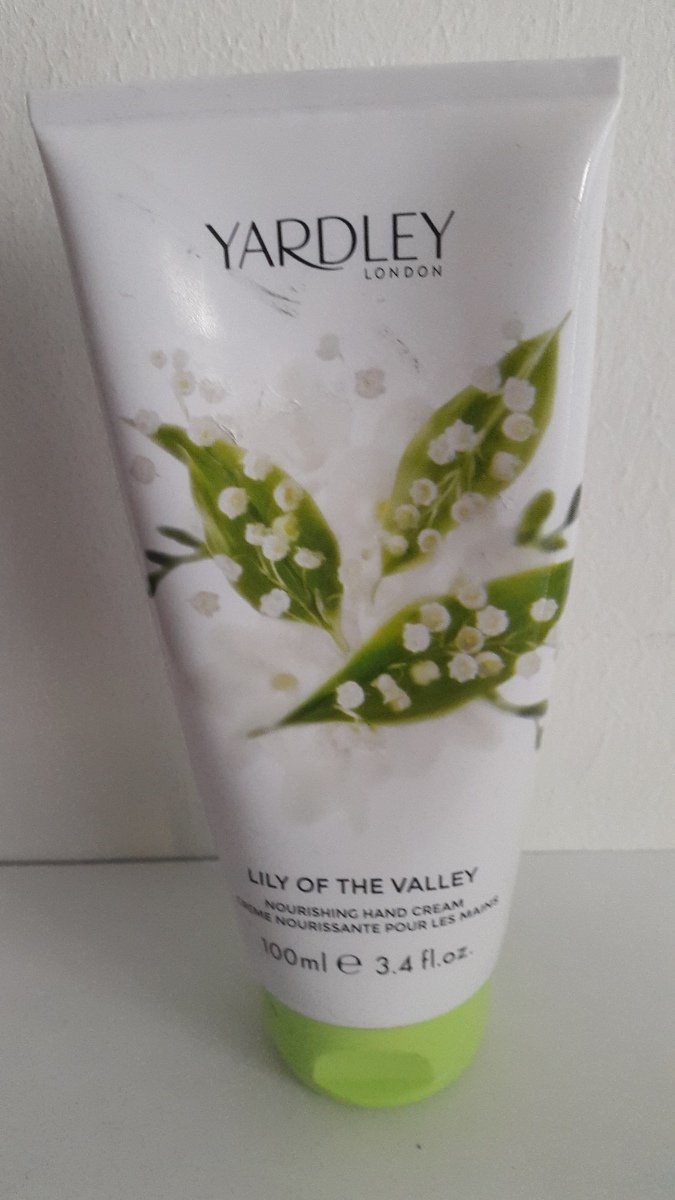 YARDLEY
LONDON
LILY OF THE VALLEY
NOURISHING HAND CREAM
CRÈME NOURISSANTE POUR LES MAINS
100ml ℮ 3.4 fl.oz.